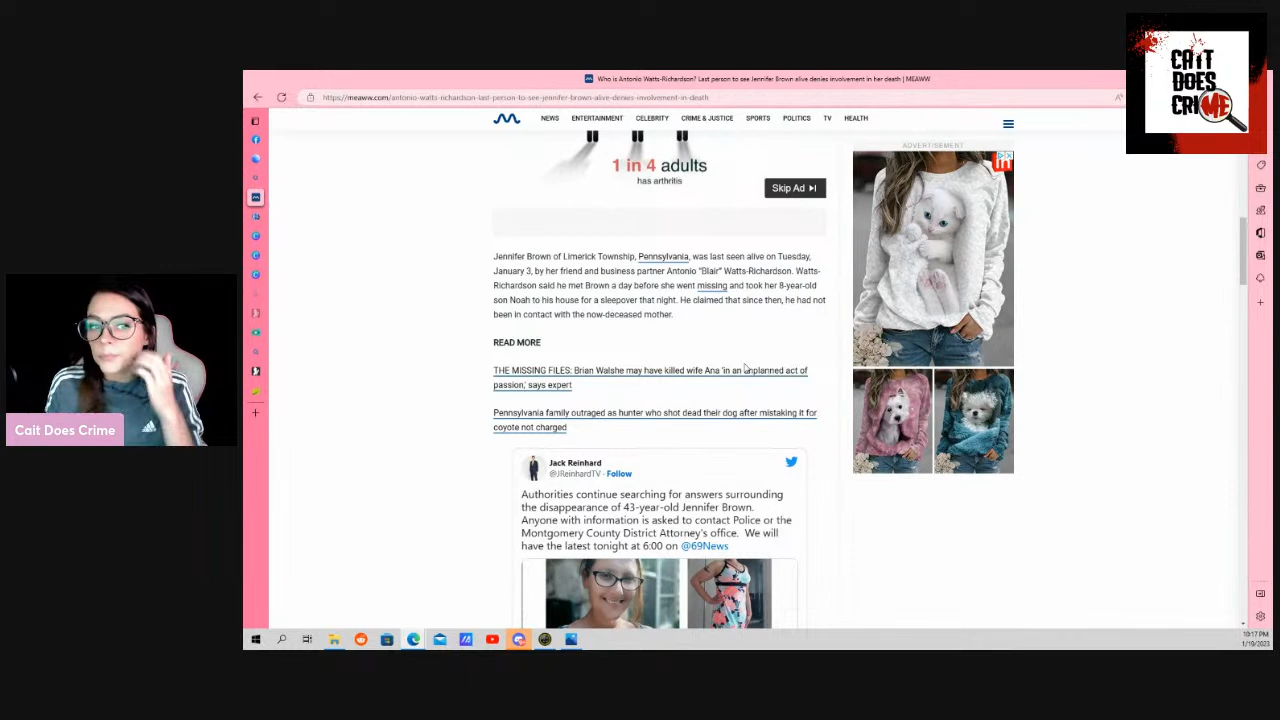 CAIT
DOES
CRIME
Who is Antonio Watts-Richardson? Last person to see Jennifer Brown alive denies involvement in her death | MEAWW
https://meaww.com/antonio-watts-richardson-last-person-to-see-jennifer-brown-alive-denies-involvement-in-death
NEWS ENTERTAINMENT CELEBRITY CRIME & JUSTICE SPORTS POLITICS TV HEALTH
ADVERTISEMENT
1 in 4 adults
has arthritis
Skip Ad
Jennifer Brown of Limerick Township, Pennsylvania, was last seen alive on Tuesday,
January 3, by her friend and business partner Antonio “Blair” Watts-Richardson. Watts-
Richardson said he met Brown a day before she went missing and took her 8-year-old
son Noah to his house for a sleepover that night. He claimed that since then, he had not
been in contact with the now-deceased mother.
READ MORE
THE MISSING FILES: Brian Walshe may have killed wife Ana 'in an unplanned act of
passion,' says expert
Pennsylvania family outraged as hunter who shot dead their dog after mistaking it for
coyote not charged
Jack Reinhard
@JReinhardTV · Follow
Authorities continue searching for answers surrounding
the disappearance of 43-year-old Jennifer Brown.
Anyone with information is asked to contact Police or the
Montgomery County District Attorney's office. We will
have the latest tonight at 6:00 on @69News
Cait Does Crime
10:17 PM
1/19/2023